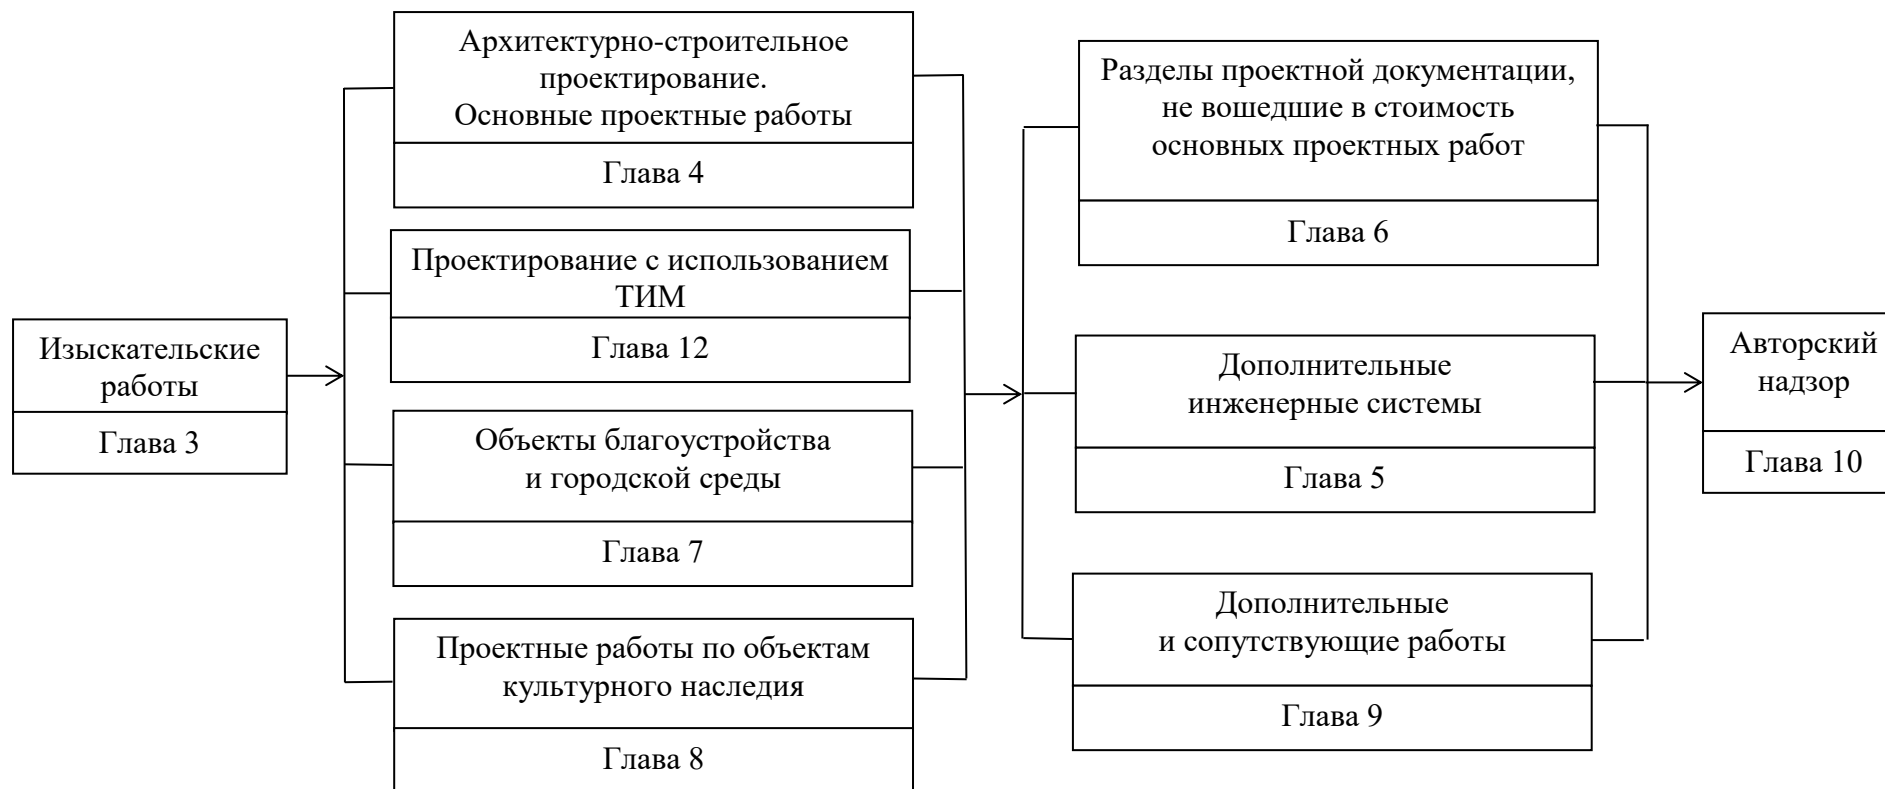 Изыскательские
работы
Глава 3
Архитектурно-строительное
проектирование.
Основные проектные работы
Глава 4
Проектирование с использованием
ТИМ
Глава 12
Объекты благоустройства
и городской среды
Глава 7
Проектные работы по объектам
культурного наследия
Глава 8
Разделы проектной документации,
не вошедшие в стоимость
основных проектных работ
Глава 6
Дополнительные
инженерные системы
Глава 5
Дополнительные
и сопутствующие работы
Глава 9
Авторский
надзор
Глава 10